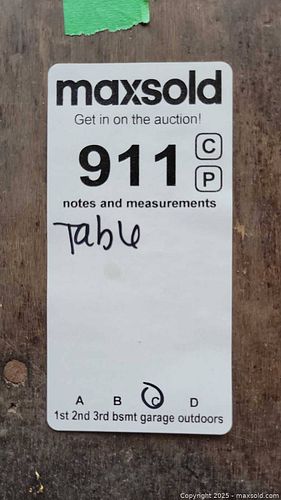 maxsold
Get in on the auction!
911 C
P
notes and measurements
Table
A B C D
1st 2nd 3rd bsmt garage outdoors
Copyright © 2025 - maxsold.com